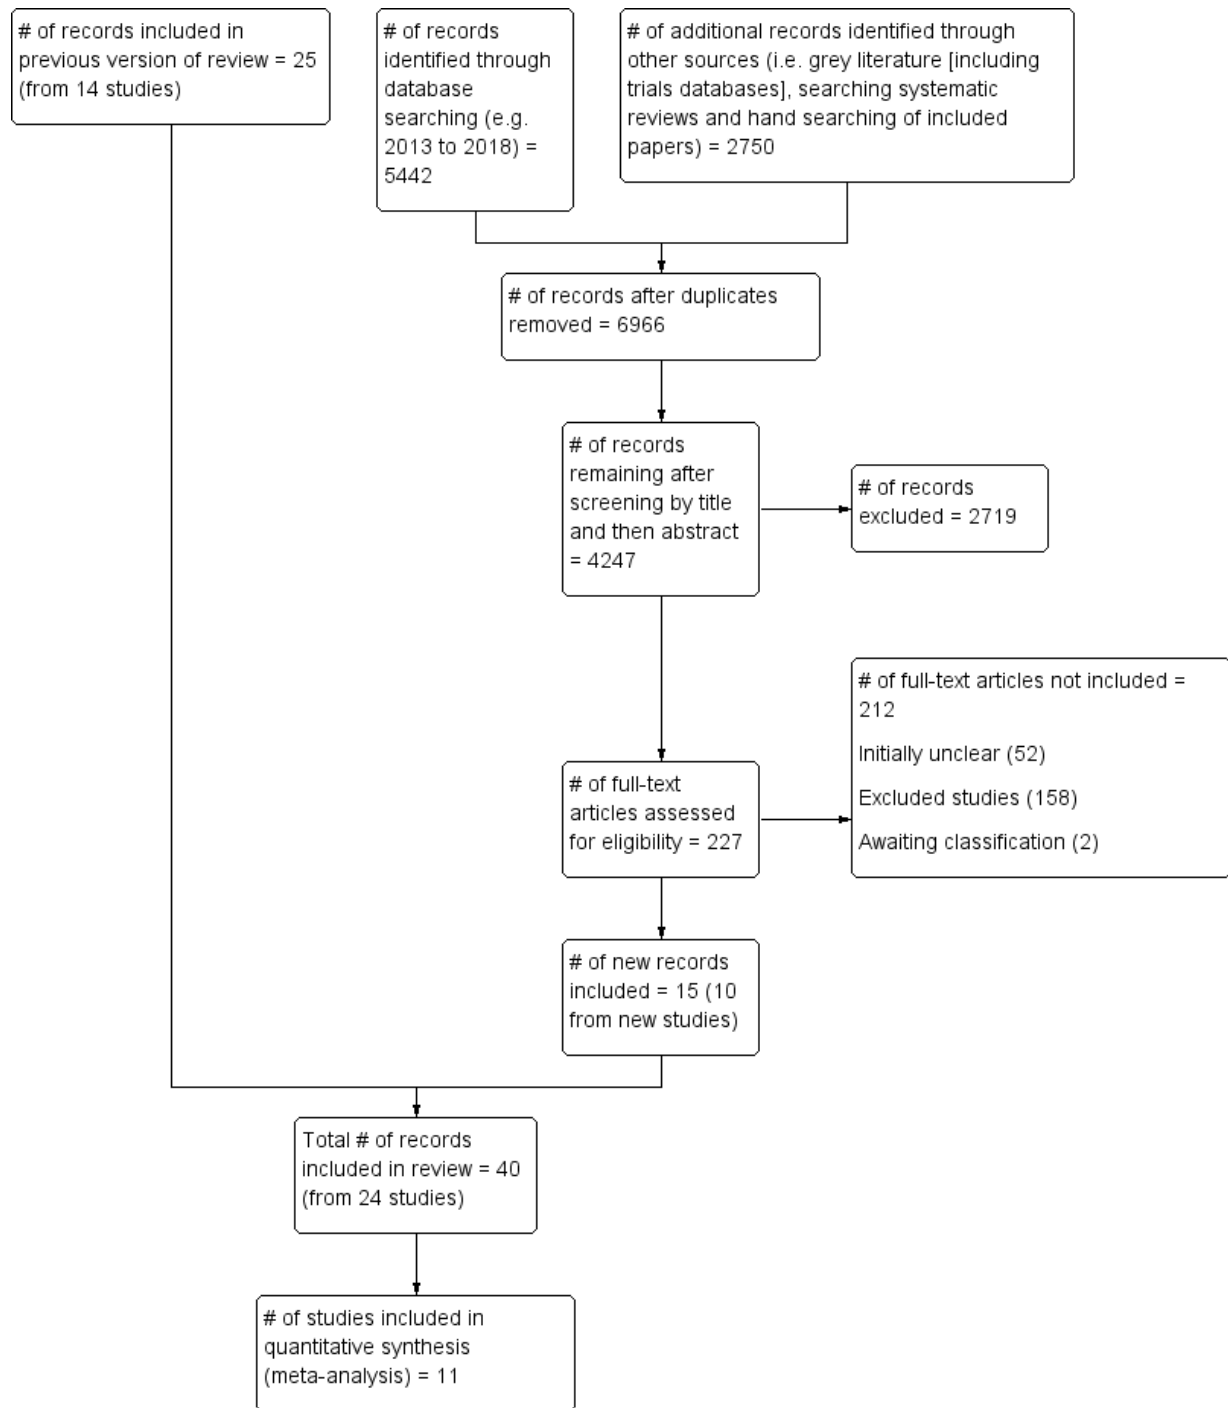 # of records included in
previous version of review = 25
(from 14 studies)
# of records
identified through
database
searching (e.g.
2013 to 2018) =
5442
# of additional records identified through
other sources (i.e. grey literature [including
trials databases], searching systematic
reviews and hand searching of included
papers) = 2750
# of records after duplicates
removed = 6966
# of records
remaining after
screening by title
and then abstract
= 4247
# of records
excluded = 2719
# of full-text
articles assessed
for eligibility = 227
# of full-text articles not included =
212
Initially unclear (52)
Excluded studies (158)
Awaiting classification (2)
# of new records
included = 15 (10
from new studies)
Total # of records
included in review = 40
(from 24 studies)
# of studies included in
quantitative synthesis
(meta-analysis) = 11